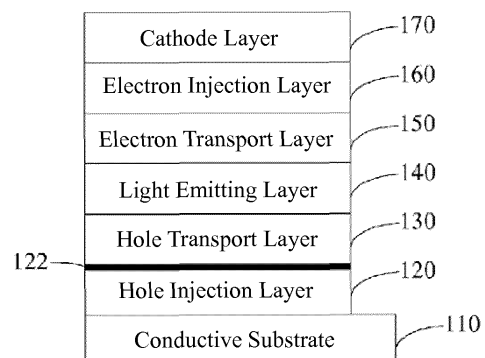 Cathode Layer 170
Electron Injection Layer 160
Electron Transport Layer 150
Light Emitting Layer 140
Hole Transport Layer 130
122
Hole Injection Layer 120
Conductive Substrate 110